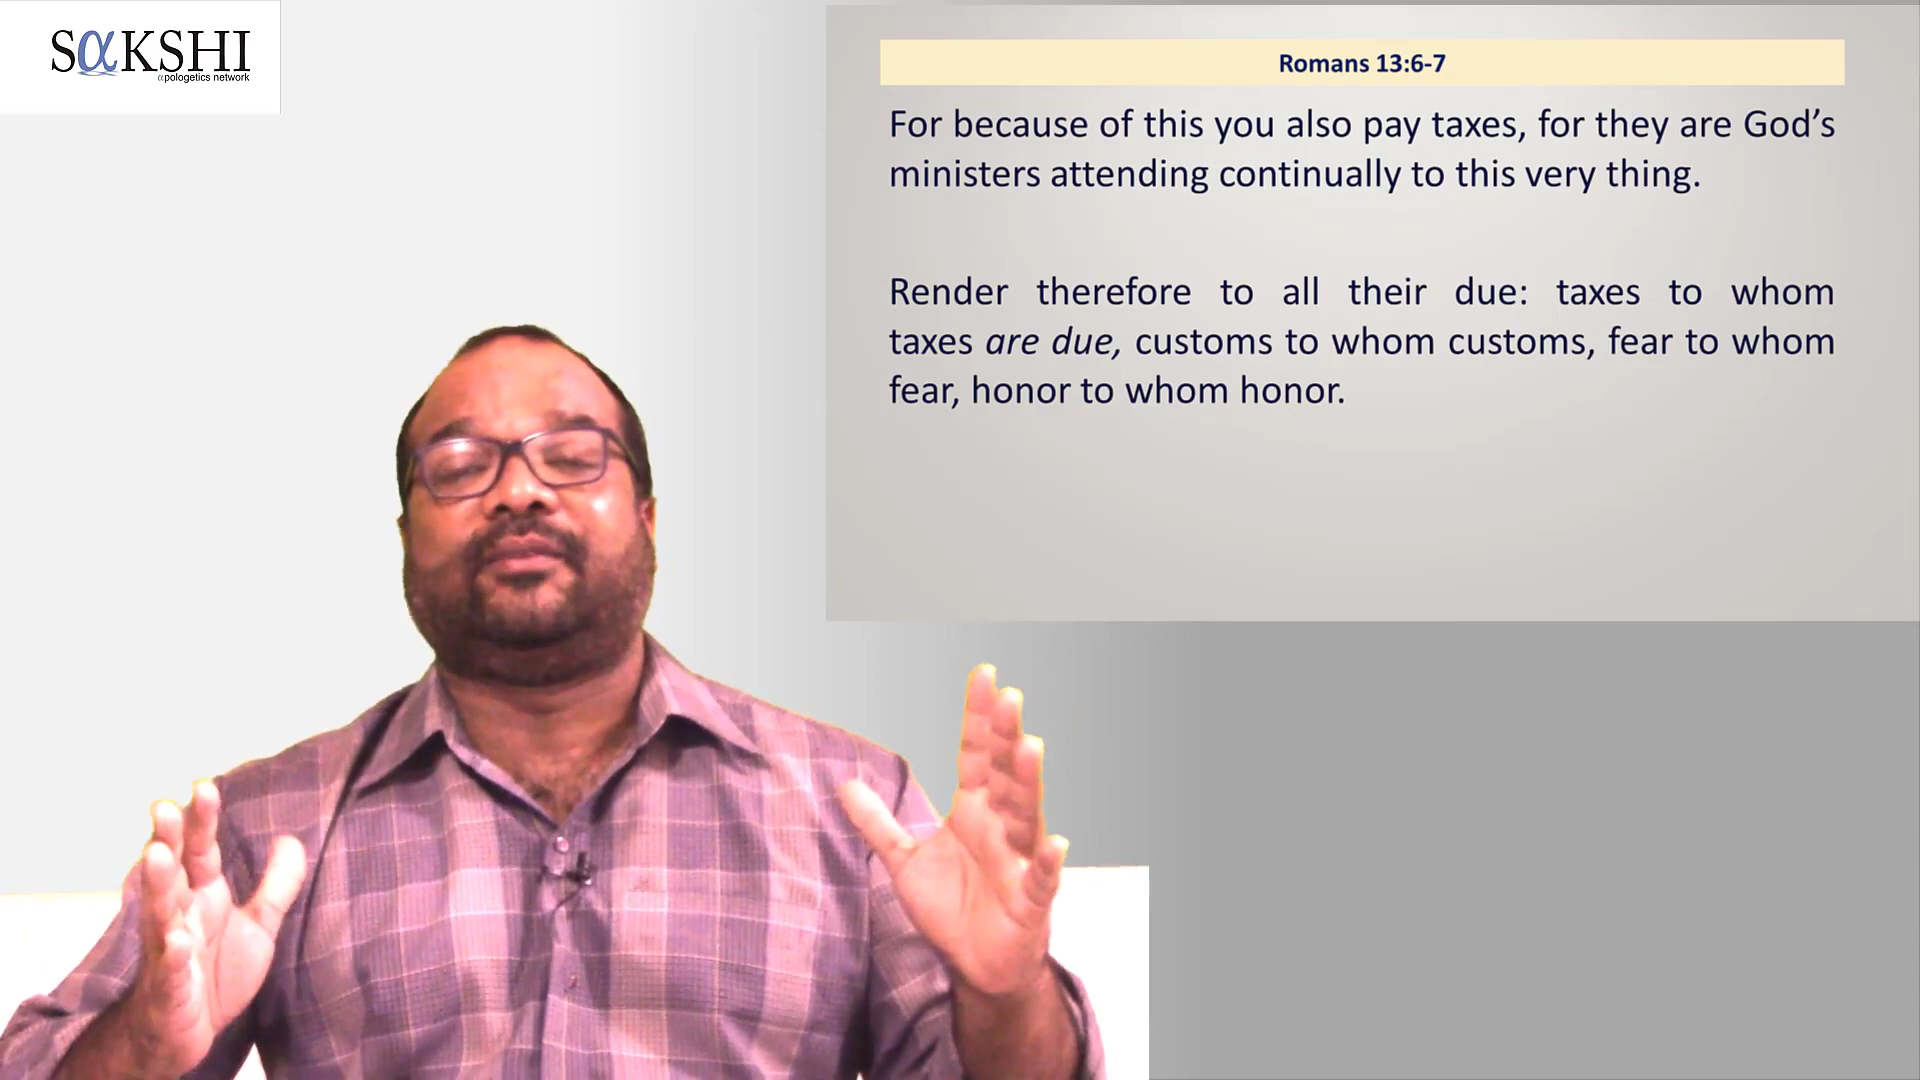 SαKSHI
αpologetics network
Romans 13:6-7
For because of this you also pay taxes, for they are God’s
ministers attending continually to this very thing.
Render therefore to all their due: taxes to whom
taxes are due, customs to whom customs, fear to whom
fear, honor to whom honor.